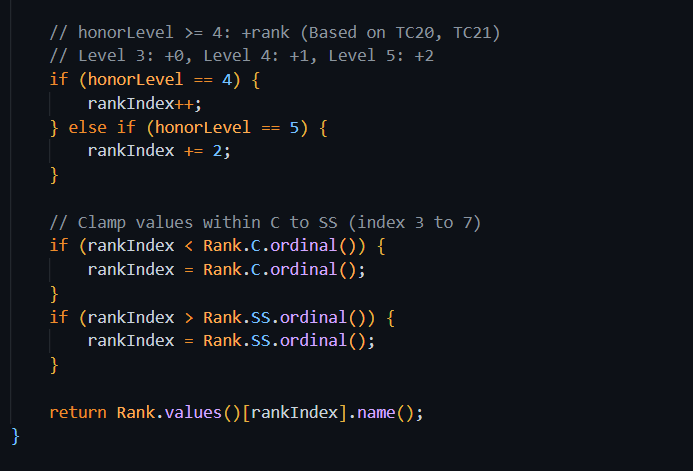 // honorLevel >= 4: +rank (Based on TC20, TC21)
// Level 3: +0, Level 4: +1, Level 5: +2
if (honorLevel == 4) {
    rankIndex++;
} else if (honorLevel == 5) {
    rankIndex += 2;
}

// Clamp values within C to SS (index 3 to 7)
if (rankIndex < Rank.C.ordinal()) {
    rankIndex = Rank.C.ordinal();
}
if (rankIndex > Rank.SS.ordinal()) {
    rankIndex = Rank.SS.ordinal();
}

return Rank.values()[rankIndex].name();
}